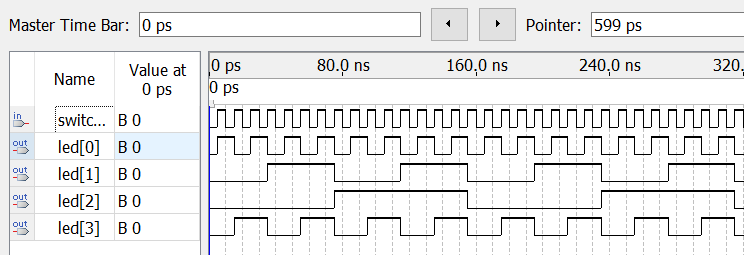 Master Time Bar: 0 ps Pointer: 599 ps
Name Value at 0 ps
0 ps 80.0 ns 160.0 ns 240.0 ns 320.
0 ps
in switc... B 0
out led[0] B 0
out led[1] B 0
out led[2] B 0
out led[3] B 0